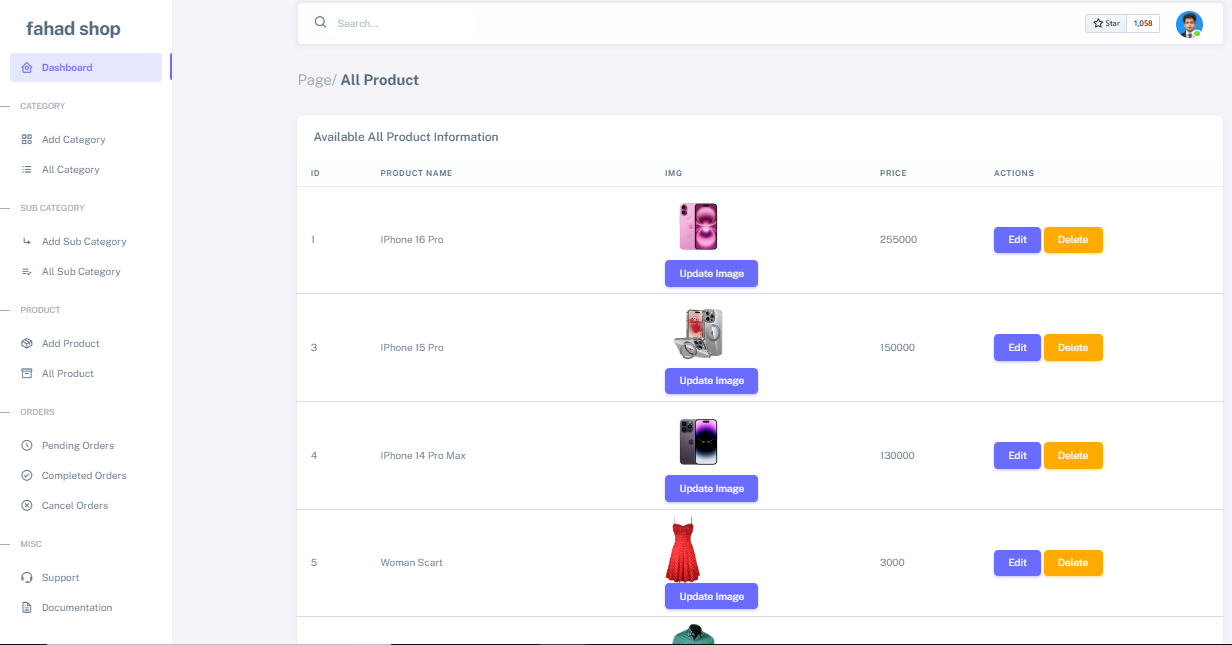 fahad shop
Dashboard
CATEGORY
Add Category
All Category
SUB CATEGORY
Add Sub Category
All Sub Category
PRODUCT
Add Product
All Product
ORDERS
Pending Orders
Completed Orders
Cancel Orders
MISC
Support
Documentation
Search...
Star 1,058
Page/ All Product
Available All Product Information
ID PRODUCT NAME IMG PRICE ACTIONS
1 IPhone 16 Pro 255000 Edit Delete
Update Image
3 IPhone 15 Pro 150000 Edit Delete
Update Image
4 IPhone 14 Pro Max 130000 Edit Delete
Update Image
5 Woman Scart 3000 Edit Delete
Update Image